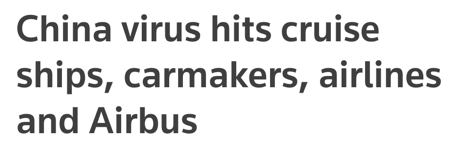 China virus hits cruise
ships, carmakers, airlines
and Airbus